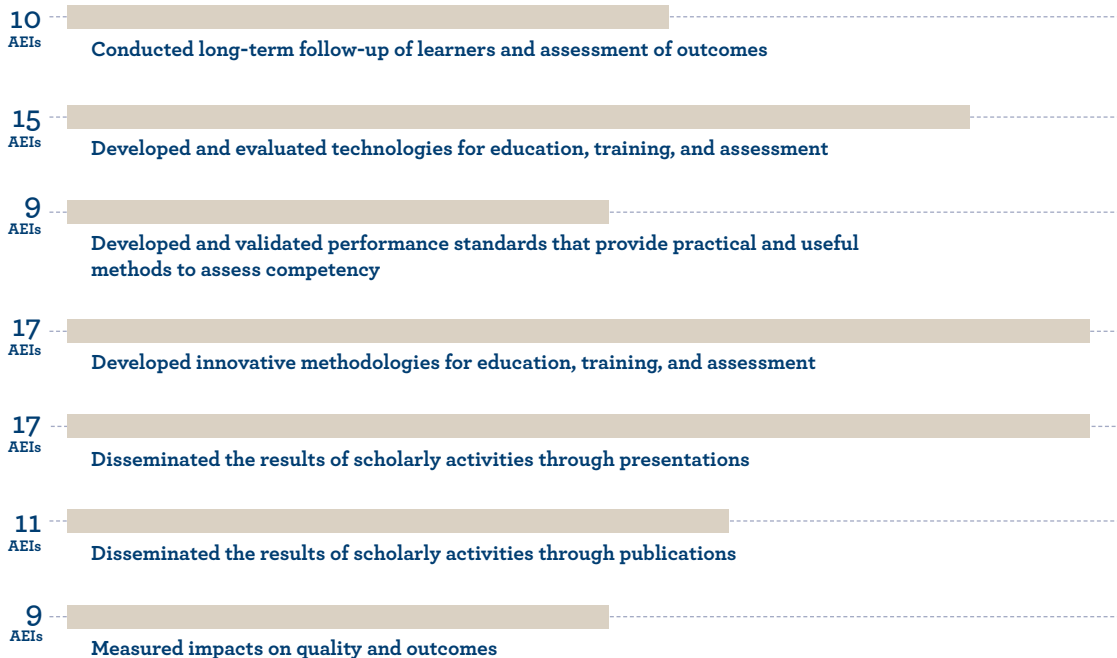 10
AEIs
Conducted long-term follow-up of learners and assessment of outcomes
15
AEIs
Developed and evaluated technologies for education, training, and assessment
9
AEIs
Developed and validated performance standards that provide practical and useful
methods to assess competency
17
AEIs
Developed innovative methodologies for education, training, and assessment
17
AEIs
Disseminated the results of scholarly activities through presentations
11
AEIs
Disseminated the results of scholarly activities through publications
9
AEIs
Measured impacts on quality and outcomes